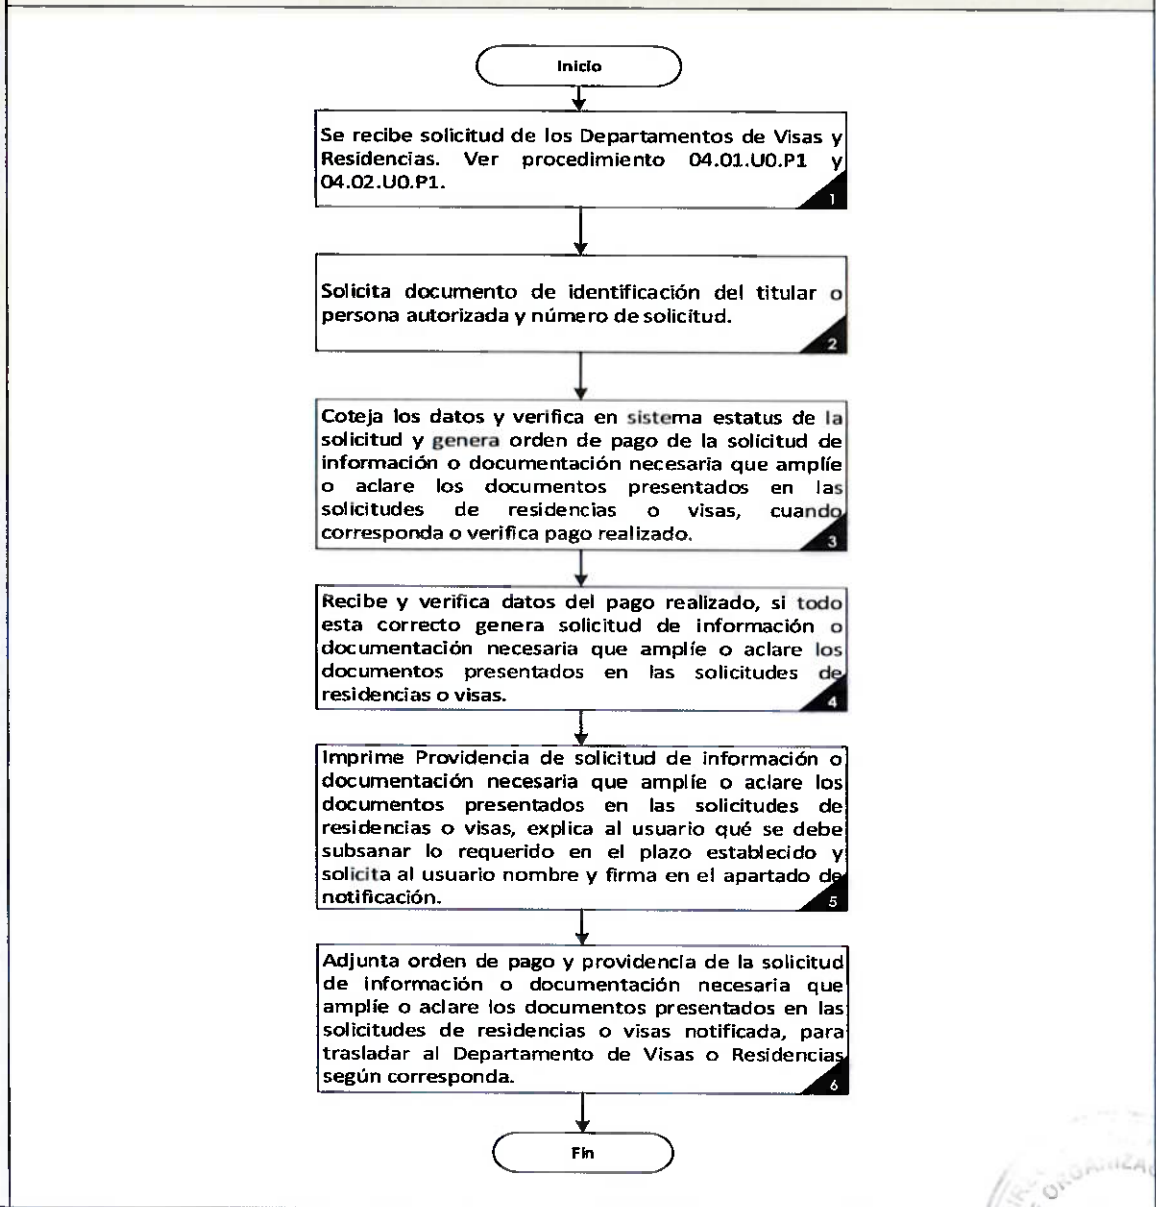 Inicio
Se recibe solicitud de los Departamentos de Visas y
Residencias. Ver procedimiento 04.01.U0.P1 y
04.02.U0.P1.
1
Solicita documento de identificación del titular o
persona autorizada y número de solicitud.
2
Coteja los datos y verifica en sistema estatus de la
solicitud y genera orden de pago de la solicitud de
información o documentación necesaria que amplíe
o aclare los documentos presentados en las
solicitudes de residencias o visas, cuando
corresponda o verifica pago realizado.
3
Recibe y verifica datos del pago realizado, si todo
esta correcto genera solicitud de información o
documentación necesaria que amplíe o aclare los
documentos presentados en las solicitudes de
residencias o visas.
4
Imprime Providencia de solicitud de información o
documentación necesaria que amplíe o aclare los
documentos presentados en las solicitudes de
residencias o visas, explica al usuario qué se debe
subsanar lo requerido en el plazo establecido y
solicita al usuario nombre y firma en el apartado de
notificación.
5
Adjunta orden de pago y providencia de la solicitud
de información o documentación necesaria que
amplíe o aclare los documentos presentados en las
solicitudes de residencias o visas notificada, para
trasladar al Departamento de Visas o Residencias
según corresponda.
6
Fin